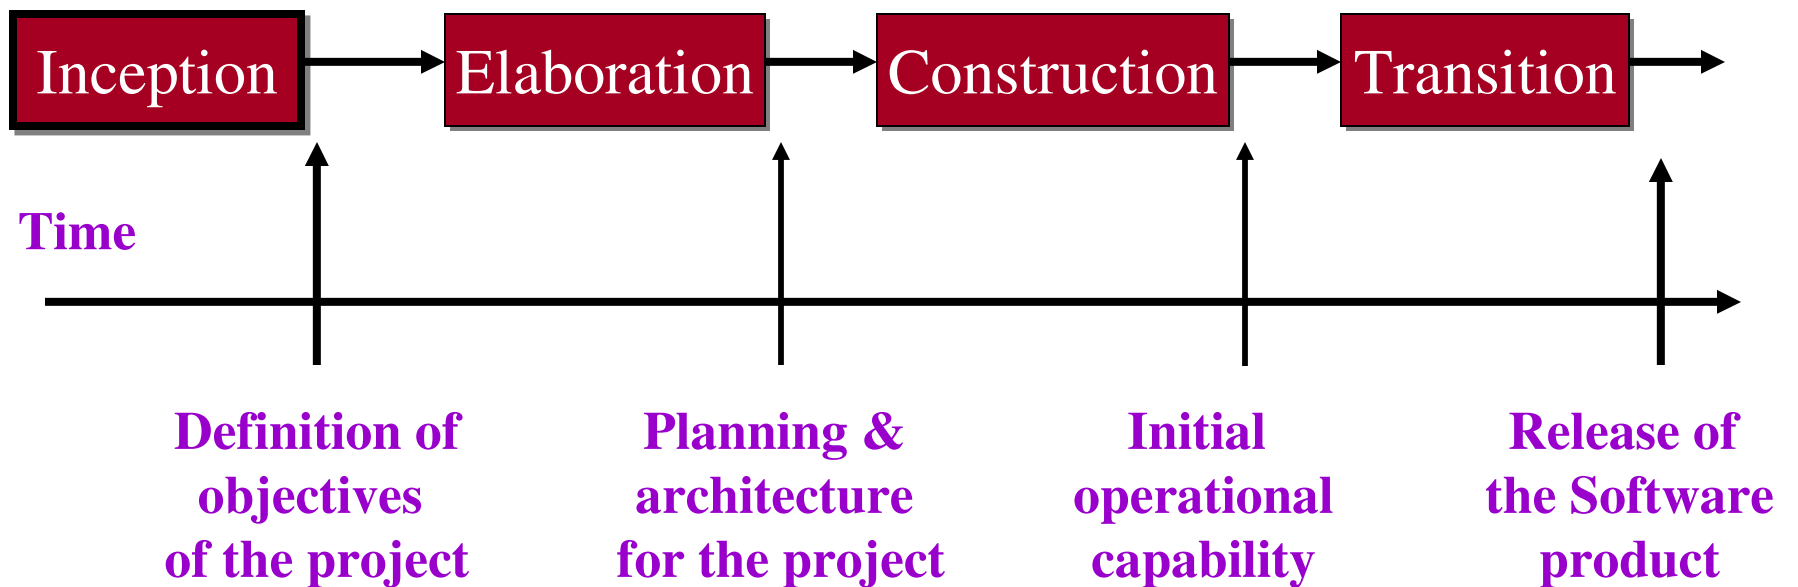 Inception
Elaboration
Construction
Transition
Time
Definition of
objectives
of the project
Planning &
architecture
for the project
Initial
operational
capability
Release of
the Software
product